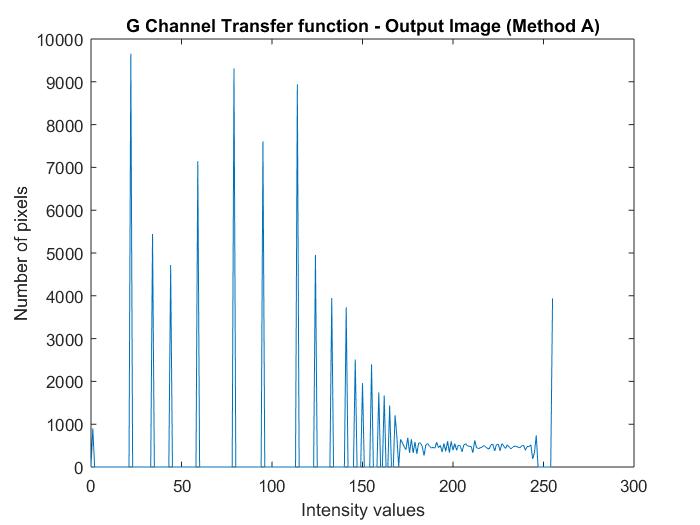 G Channel Transfer function - Output Image (Method A)
10000
9000
8000
7000
6000
5000
4000
3000
2000
1000
0
Number of pixels
0 50 100 150 200 250 300
Intensity values